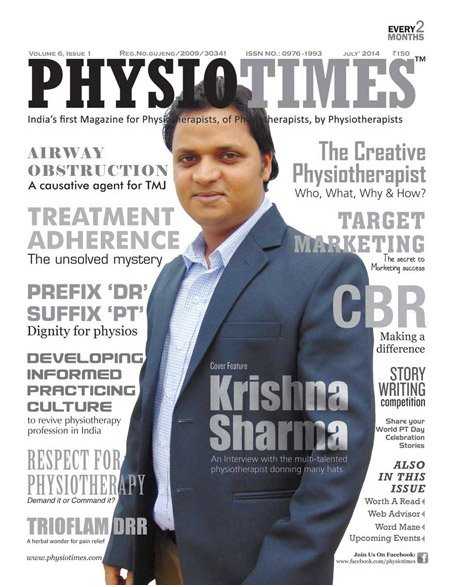 EVERY 2
MONTHS
VOLUME 6, ISSUE 1 REG.NO.GUJENG/2009/30341 ISSN NO.: 0976-1993 JULY' 2014 ₹150
PHYSIOTIMES™
India's first Magazine for Physiotherapists, of Physiotherapists, by Physiotherapists
AIRWAY
OBSTRUCTION
A causative agent for TMJ
TREATMENT
ADHERENCE
The unsolved mystery
PREFIX 'DR'
SUFFIX 'PT'
Dignity for physios
DEVELOPING
INFORMED
PRACTICING
CULTURE
to revive physiotherapy
profession in India
RESPECT FOR
PHYSIOTHERAPY
Demand it or Command it?
TRIOFLAM DRR
A herbal wonder for pain relief
www.physiotimes.com
Cover Feature
Krishna
Sharma
An Interview with the multi-talented
physiotherapist donning many hats.
The Creative
Physiotherapist
Who, What, Why & How?
TARGET
MARKETING
The secret to
Marketing success
CBR
Making a
difference
STORY
WRITING
competition
Share your
World PT Day
Celebration
Stories
ALSO
IN THIS
ISSUE
Worth A Read
Web Advisor
Word Maze
Upcoming Events
Join Us On Facebook:
www.facebook.com/physiotimes